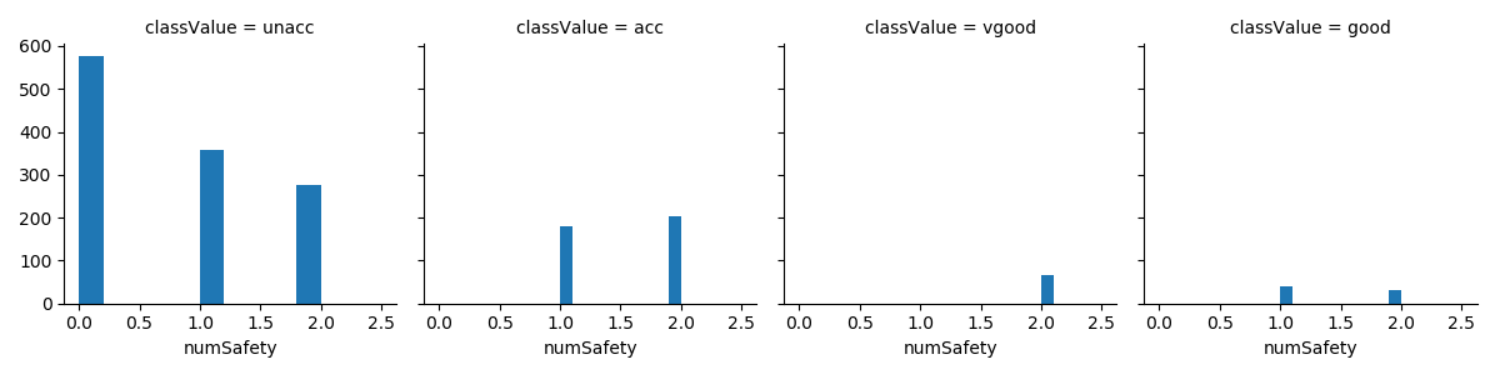 classValue = unacc
classValue = acc
classValue = vgood
classValue = good
600
500
400
300
200
100
0
0.0 0.5 1.0 1.5 2.0 2.5
0.0 0.5 1.0 1.5 2.0 2.5
0.0 0.5 1.0 1.5 2.0 2.5
0.0 0.5 1.0 1.5 2.0 2.5
numSafety
numSafety
numSafety
numSafety